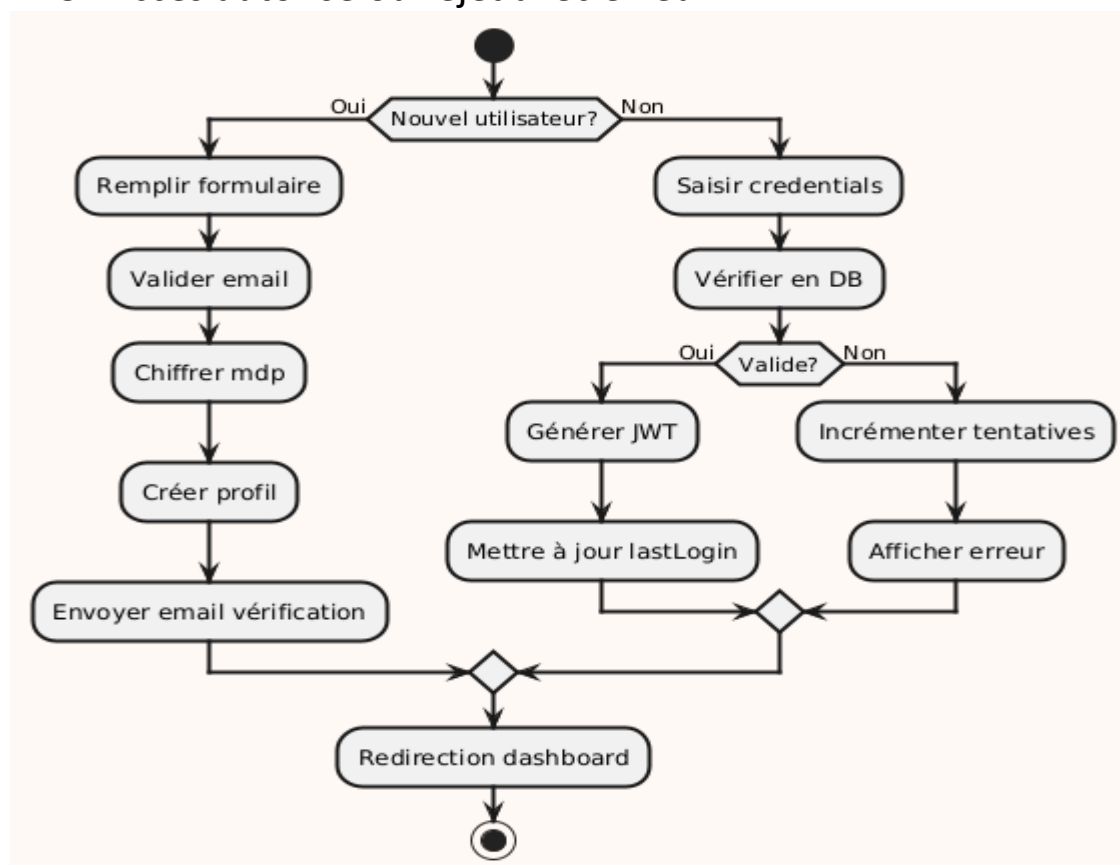 Oui
Nouvel utilisateur?
Non
Remplir formulaire
Saisir credentials
Valider email
Vérifier en DB
Chiffrer mdp
Oui
Valide?
Non
Générer JWT
Incrémenter tentatives
Créer profil
Mettre à jour lastLogin
Afficher erreur
Envoyer email vérification
Redirection dashboard